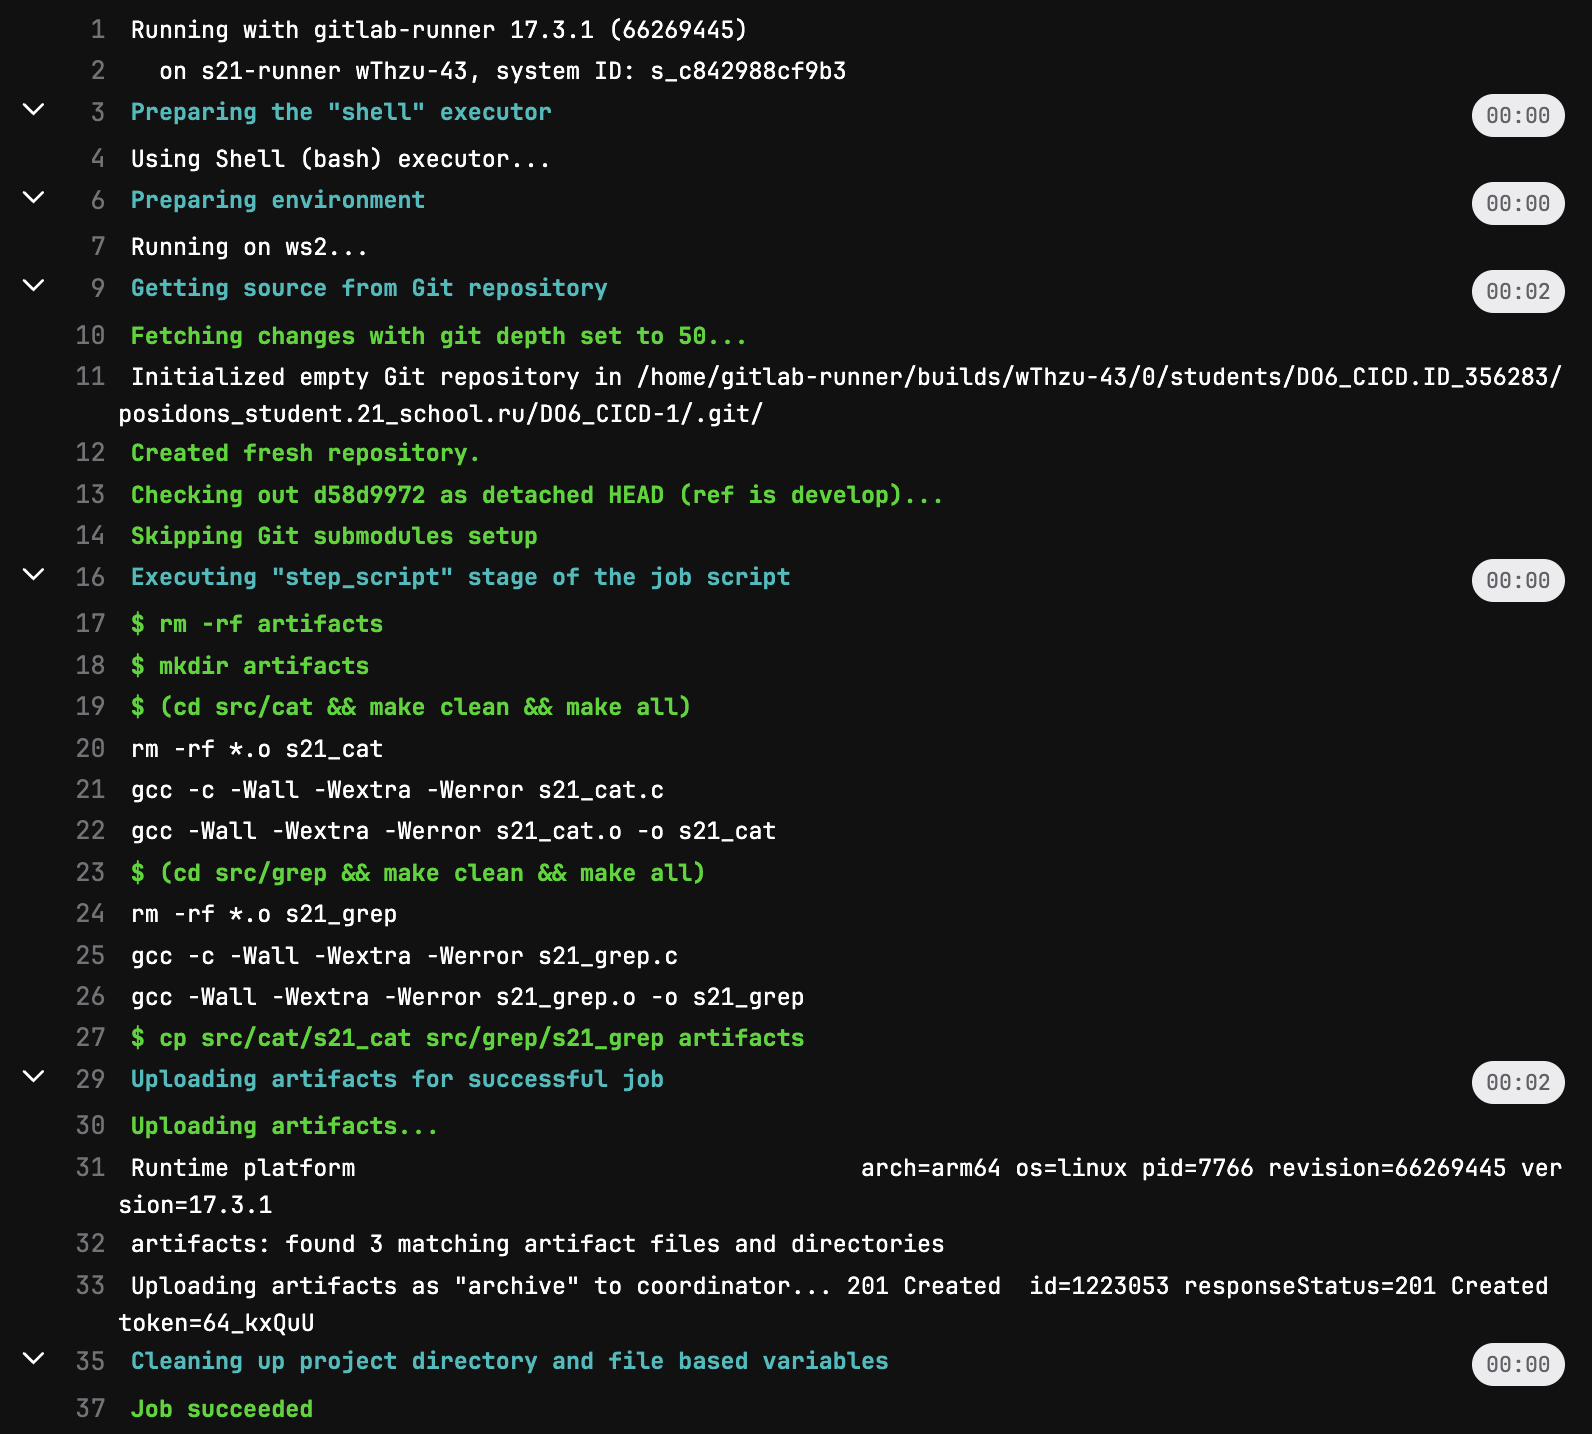 1 Running with gitlab-runner 17.3.1 (66269445)
2   on s21-runner wThzu-43, system ID: s_c842988cf9b3
3 Preparing the "shell" executor 00:00
4 Using Shell (bash) executor...
6 Preparing environment 00:00
7 Running on ws2...
9 Getting source from Git repository 00:02
10 Fetching changes with git depth set to 50...
11 Initialized empty Git repository in /home/gitlab-runner/builds/wThzu-43/0/students/DO6_CICD.ID_356283/
posidons_student.21_school.ru/DO6_CICD-1/.git/
12 Created fresh repository.
13 Checking out d58d9972 as detached HEAD (ref is develop)...
14 Skipping Git submodules setup
16 Executing "step_script" stage of the job script 00:00
17 $ rm -rf artifacts
18 $ mkdir artifacts
19 $ (cd src/cat && make clean && make all)
20 rm -rf *.o s21_cat
21 gcc -c -Wall -Wextra -Werror s21_cat.c
22 gcc -Wall -Wextra -Werror s21_cat.o -o s21_cat
23 $ (cd src/grep && make clean && make all)
24 rm -rf *.o s21_grep
25 gcc -c -Wall -Wextra -Werror s21_grep.c
26 gcc -Wall -Wextra -Werror s21_grep.o -o s21_grep
27 $ cp src/cat/s21_cat src/grep/s21_grep artifacts
29 Uploading artifacts for successful job 00:02
30 Uploading artifacts...
31 Runtime platform                                    arch=arm64 os=linux pid=7766 revision=66269445 ver
sion=17.3.1
32 artifacts: found 3 matching artifact files and directories
33 Uploading artifacts as "archive" to coordinator... 201 Created  id=1223053 responseStatus=201 Created
token=64_kxQuU
35 Cleaning up project directory and file based variables 00:00
37 Job succeeded